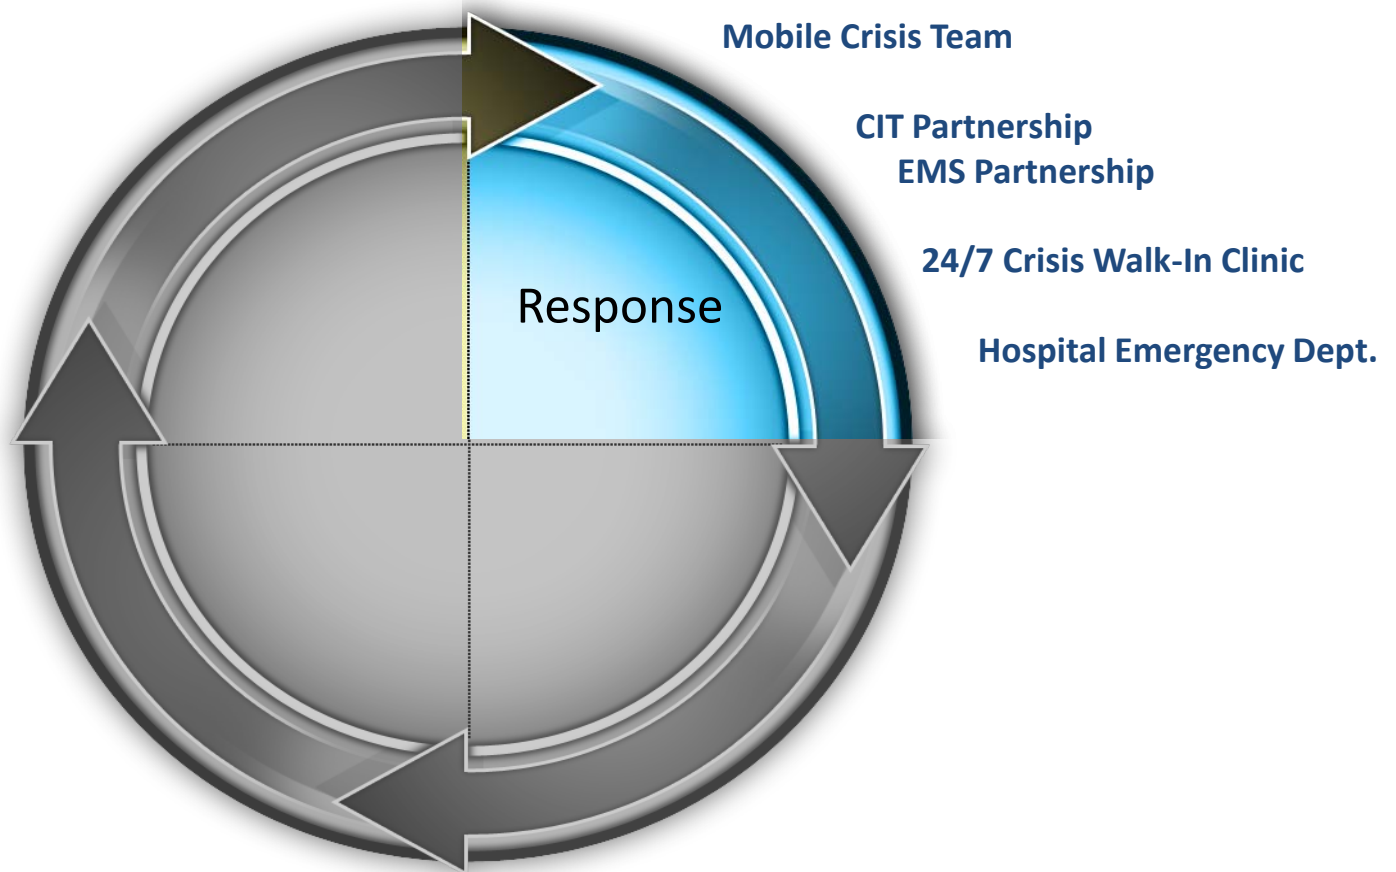 Mobile Crisis Team
CIT Partnership
EMS Partnership
24/7 Crisis Walk-In Clinic
Response
Hospital Emergency Dept.